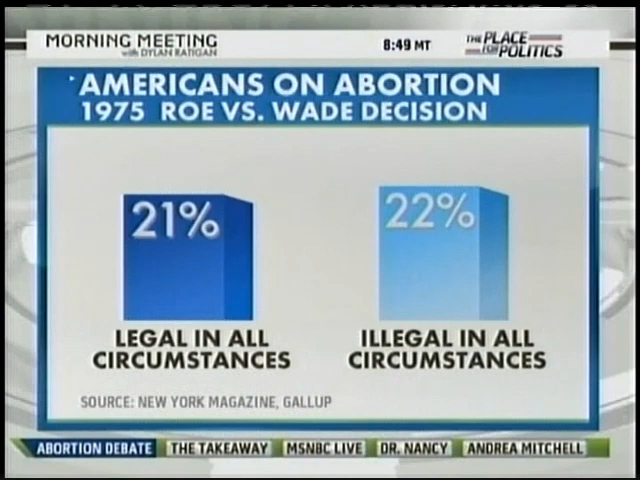 MORNING MEETING
with DYLAN RATIGAN
8:49 MT
THE PLACE
FOR POLITICS
AMERICANS ON ABORTION
1975 ROE VS. WADE DECISION
21%
22%
LEGAL IN ALL
CIRCUMSTANCES
ILLEGAL IN ALL
CIRCUMSTANCES
SOURCE: NEW YORK MAGAZINE, GALLUP
ABORTION DEBATE THE TAKEAWAY MSNBC LIVE DR. NANCY ANDREA MITCHELL